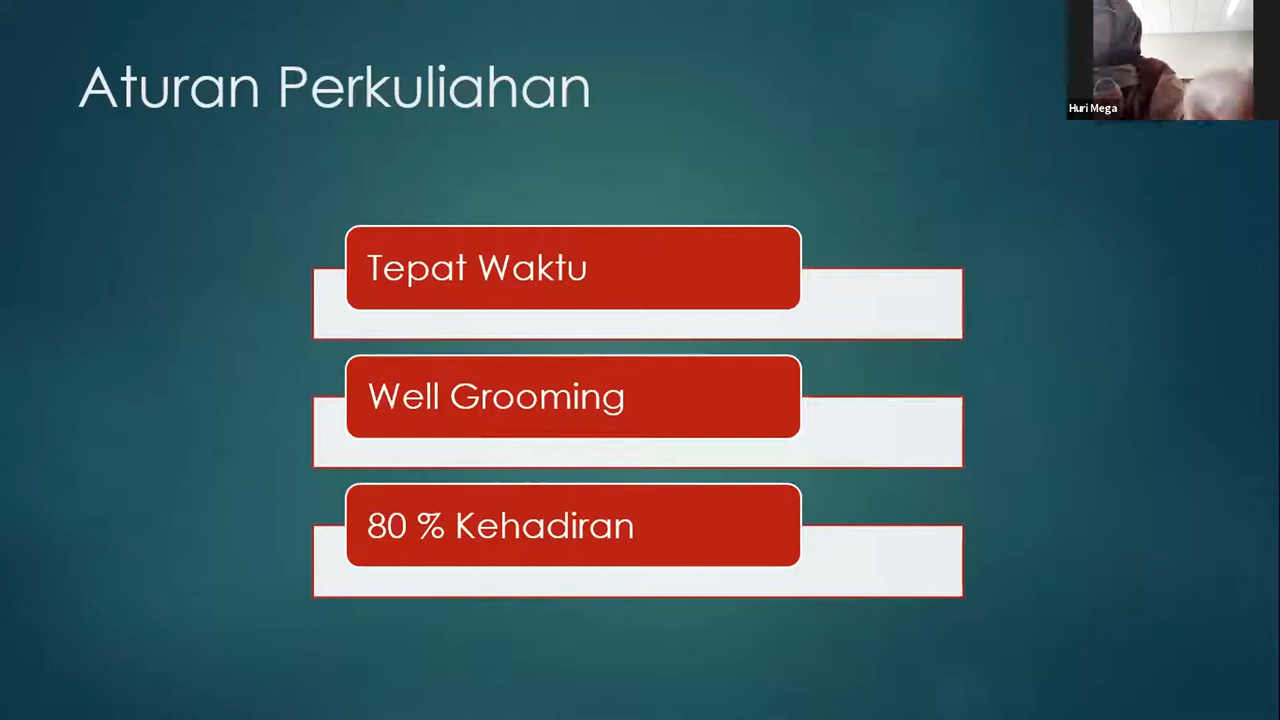 Aturan Perkuliahan
Huri Mega
Tepat Waktu
Well Grooming
80 % Kehadiran